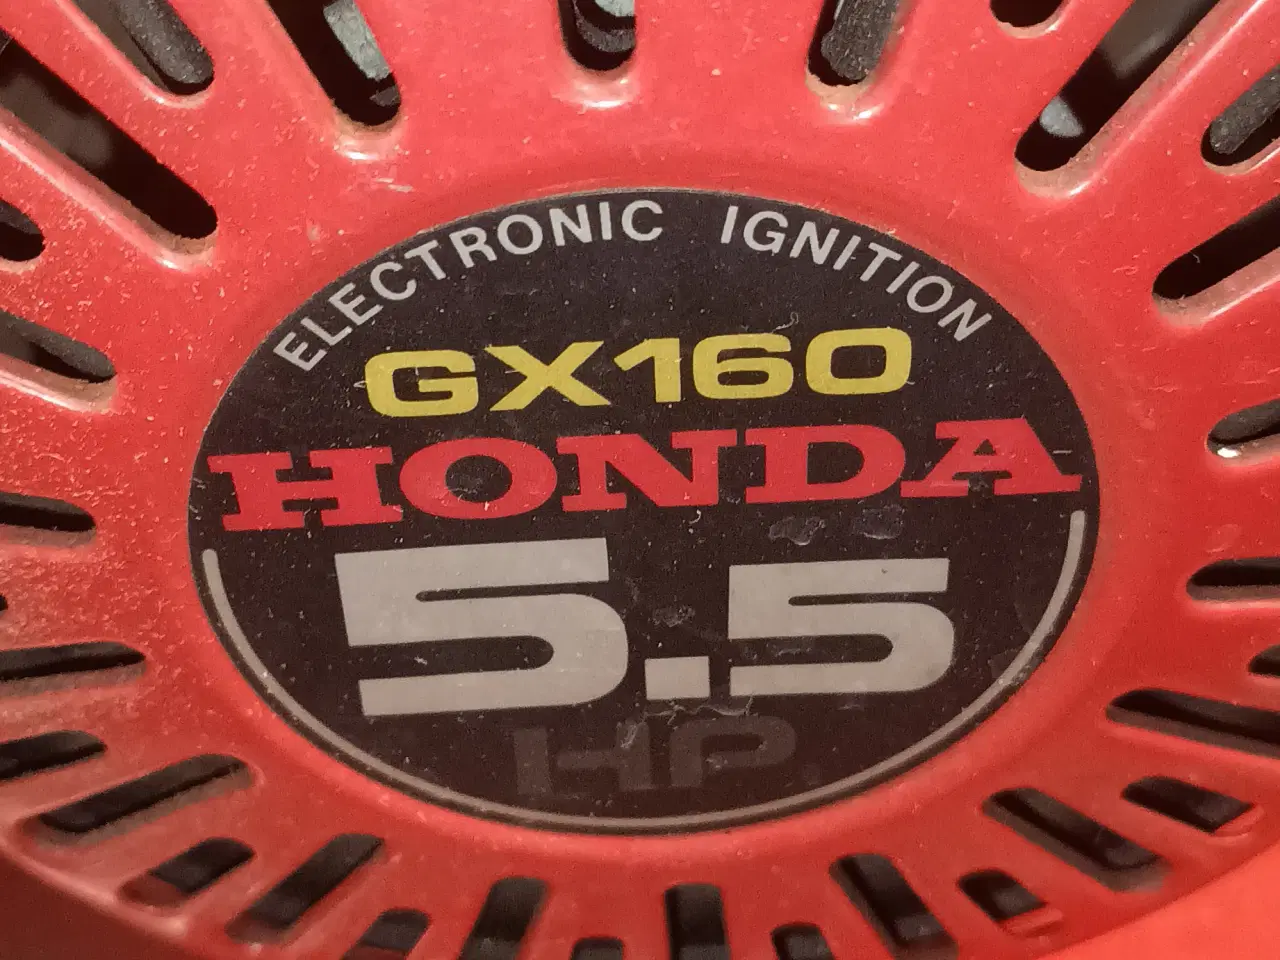 ELECTRONIC IGNITION
GX160
HONDA
5.5
HP